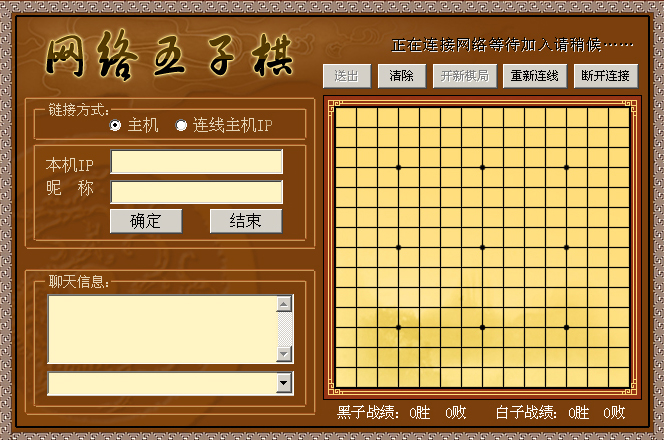 网络五子棋
正在连接网络等待加入请稍候……
送出 清除 开新棋局 重新连线 断开连接
链接方式:
主机 连线主机IP
本机IP
昵 称
确定 结束
聊天信息:
黑子战绩: 0胜 0败 白子战绩: 0胜 0败